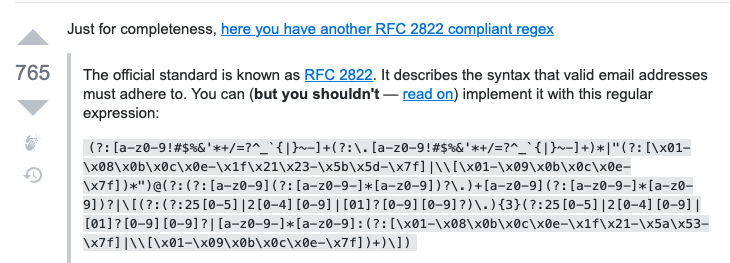 Just for completeness, here you have another RFC 2822 compliant regex
765
The official standard is known as RFC 2822. It describes the syntax that valid email addresses
must adhere to. You can (but you shouldn't — read on) implement it with this regular
expression:
(?:[a-z0-9!#$%&'*+/=?^_`{|}~-]+(?:\.[a-z0-9!#$%&'*+/=?^_`{|}~-]+)*|"(?:[\x01-
\x08\x0b\x0c\x0e-\x1f\x21\x23-\x5b\x5d-\x7f]|\\[\x01-\x09\x0b\x0c\x0e-
\x7f])*")@(?:(?:[a-z0-9](?:[a-z0-9-]*[a-z0-9])?\.)+[a-z0-9](?:[a-z0-9-]*[a-z0-
9])?|\[(?:(?:25[0-5]|2[0-4][0-9]|[01]?[0-9][0-9]?)\.){3}(?:25[0-5]|2[0-4][0-9]|
[01]?[0-9][0-9]?|[a-z0-9-]*[a-z0-9]:(?:[\x01-\x08\x0b\x0c\x0e-\x1f\x21-\x5a\x53-
\x7f]|\\[\x01-\x09\x0b\x0c\x0e-\x7f])+)\])